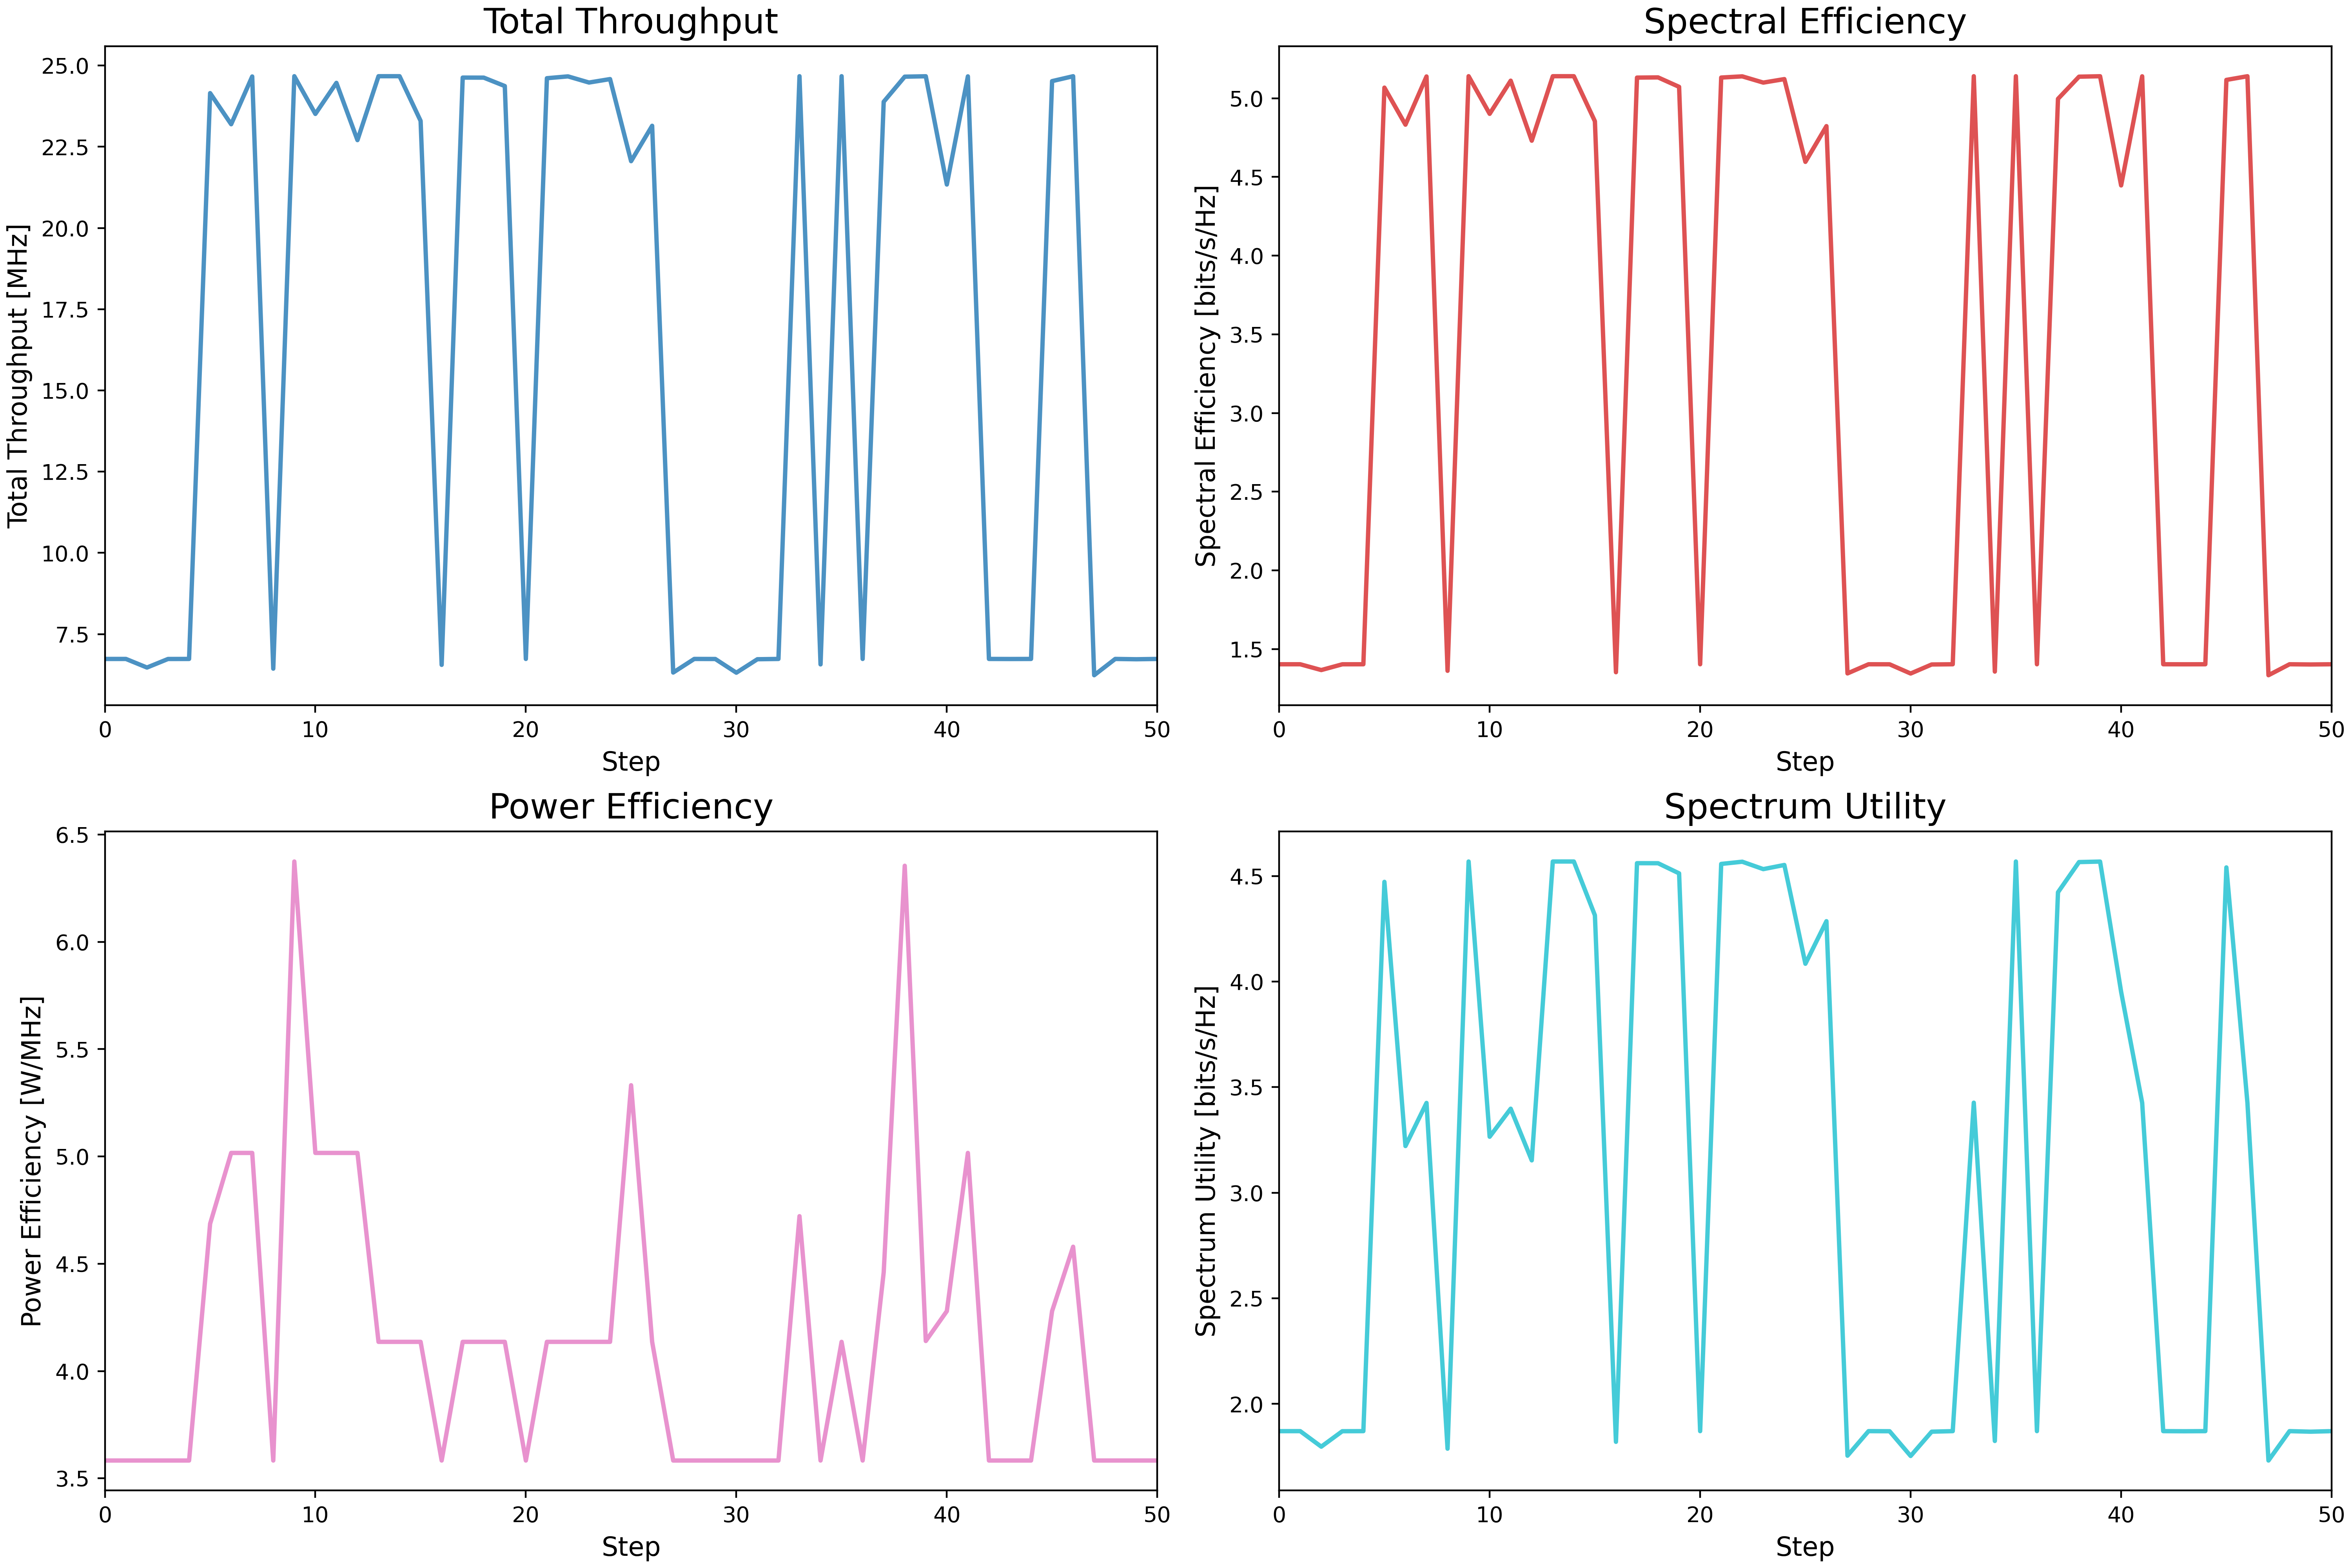 Total Throughput
Total Throughput [MHz]
25.0
22.5
20.0
17.5
15.0
12.5
10.0
7.5
0 10 20 30 40 50
Step
Spectral Efficiency
Spectral Efficiency [bits/s/Hz]
5.0
4.5
4.0
3.5
3.0
2.5
2.0
1.5
0 10 20 30 40 50
Step
Power Efficiency
Power Efficiency [W/MHz]
6.5
6.0
5.5
5.0
4.5
4.0
3.5
0 10 20 30 40 50
Step
Spectrum Utility
Spectrum Utility [bits/s/Hz]
4.5
4.0
3.5
3.0
2.5
2.0
0 10 20 30 40 50
Step